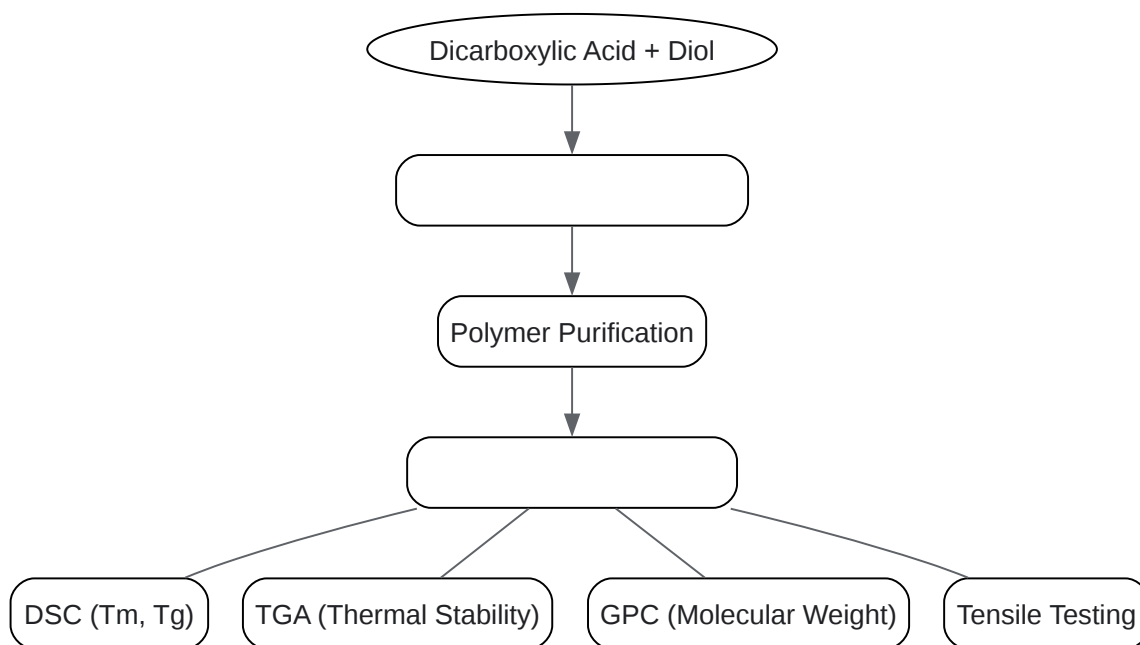 Dicarboxylic Acid + Diol
Polymer Purification
DSC (Tm, Tg)
TGA (Thermal Stability)
GPC (Molecular Weight)
Tensile Testing